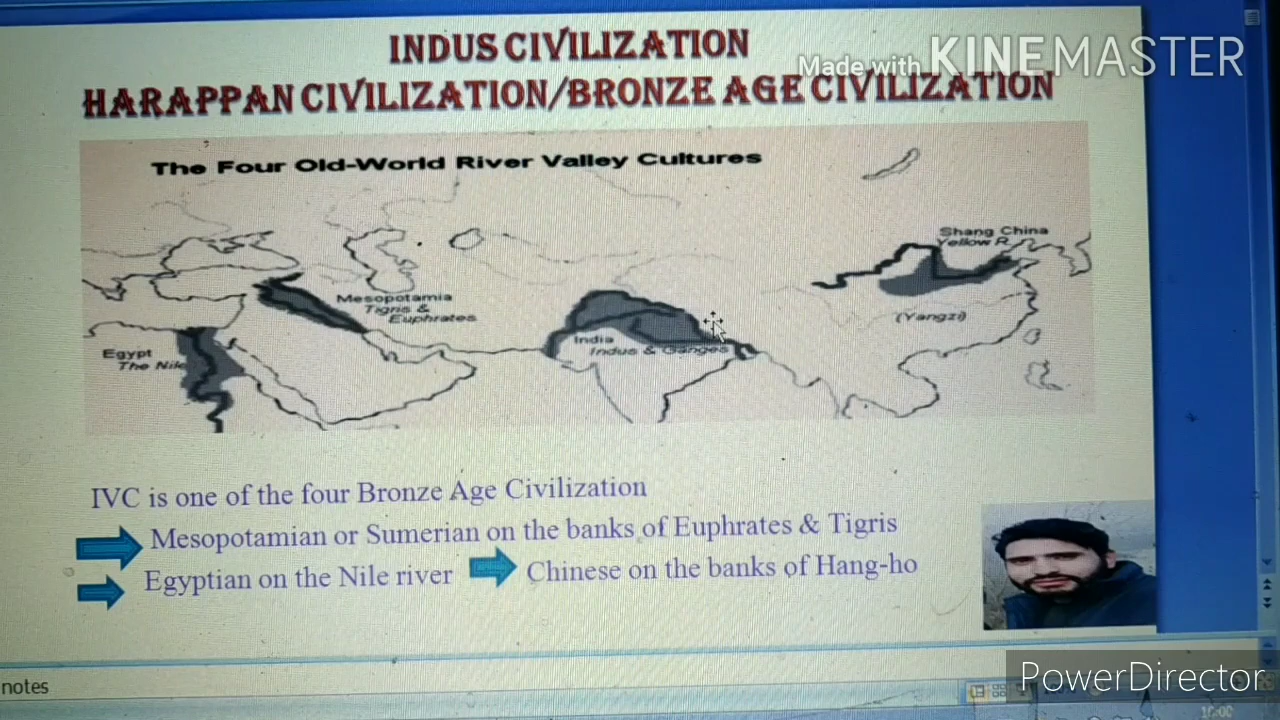 INDUS CIVILIZATION
Made with KINEMASTER
HARAPPAN CIVILIZATION/BRONZE AGE CIVILIZATION
The Four Old-World River Valley Cultures
Shang China
Yellow R.
Mesopotamia
Tigris &
Euphrates
(Yangzi)
India
Indus & Ganges
Egypt
The Nile
IVC is one of the four Bronze Age Civilization
Mesopotamian or Sumerian on the banks of Euphrates & Tigris
Egyptian on the Nile river
Chinese on the banks of Hang-ho
notes
PowerDirector
10:00